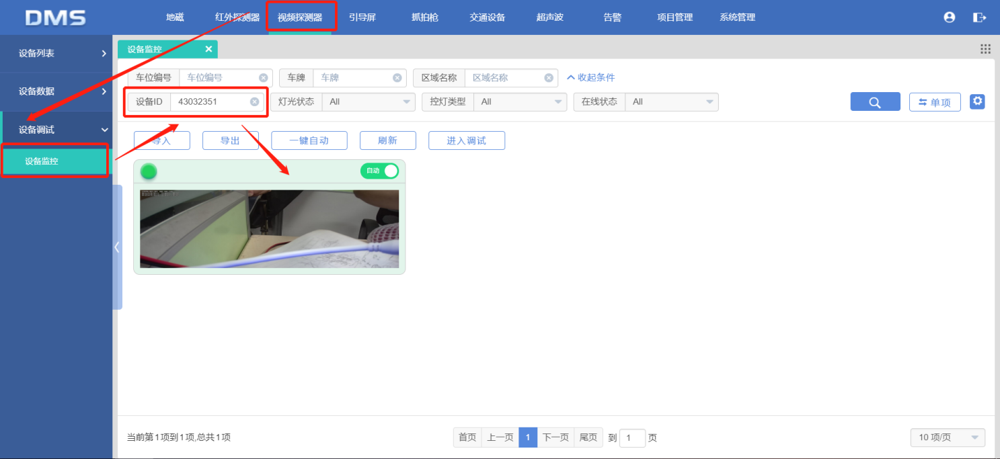 DMS 地磁 红外探测器 视频探测器 引导屏 抓拍枪 交通设备 超声波 告警 项目管理 系统管理
设备列表
设备数据
设备调试
设备监控
设备监控
车位编号 车位编号 车牌 车牌 区域名称 区域名称 收起条件
设备ID 43032351 灯光状态 All 控灯类型 All 在线状态 All 单项
导入 导出 一键自动 刷新 进入调试
自动
当前第1项到1项,总共1项 首页 上一页 1 下一页 尾页 到 1 页 10 项/页